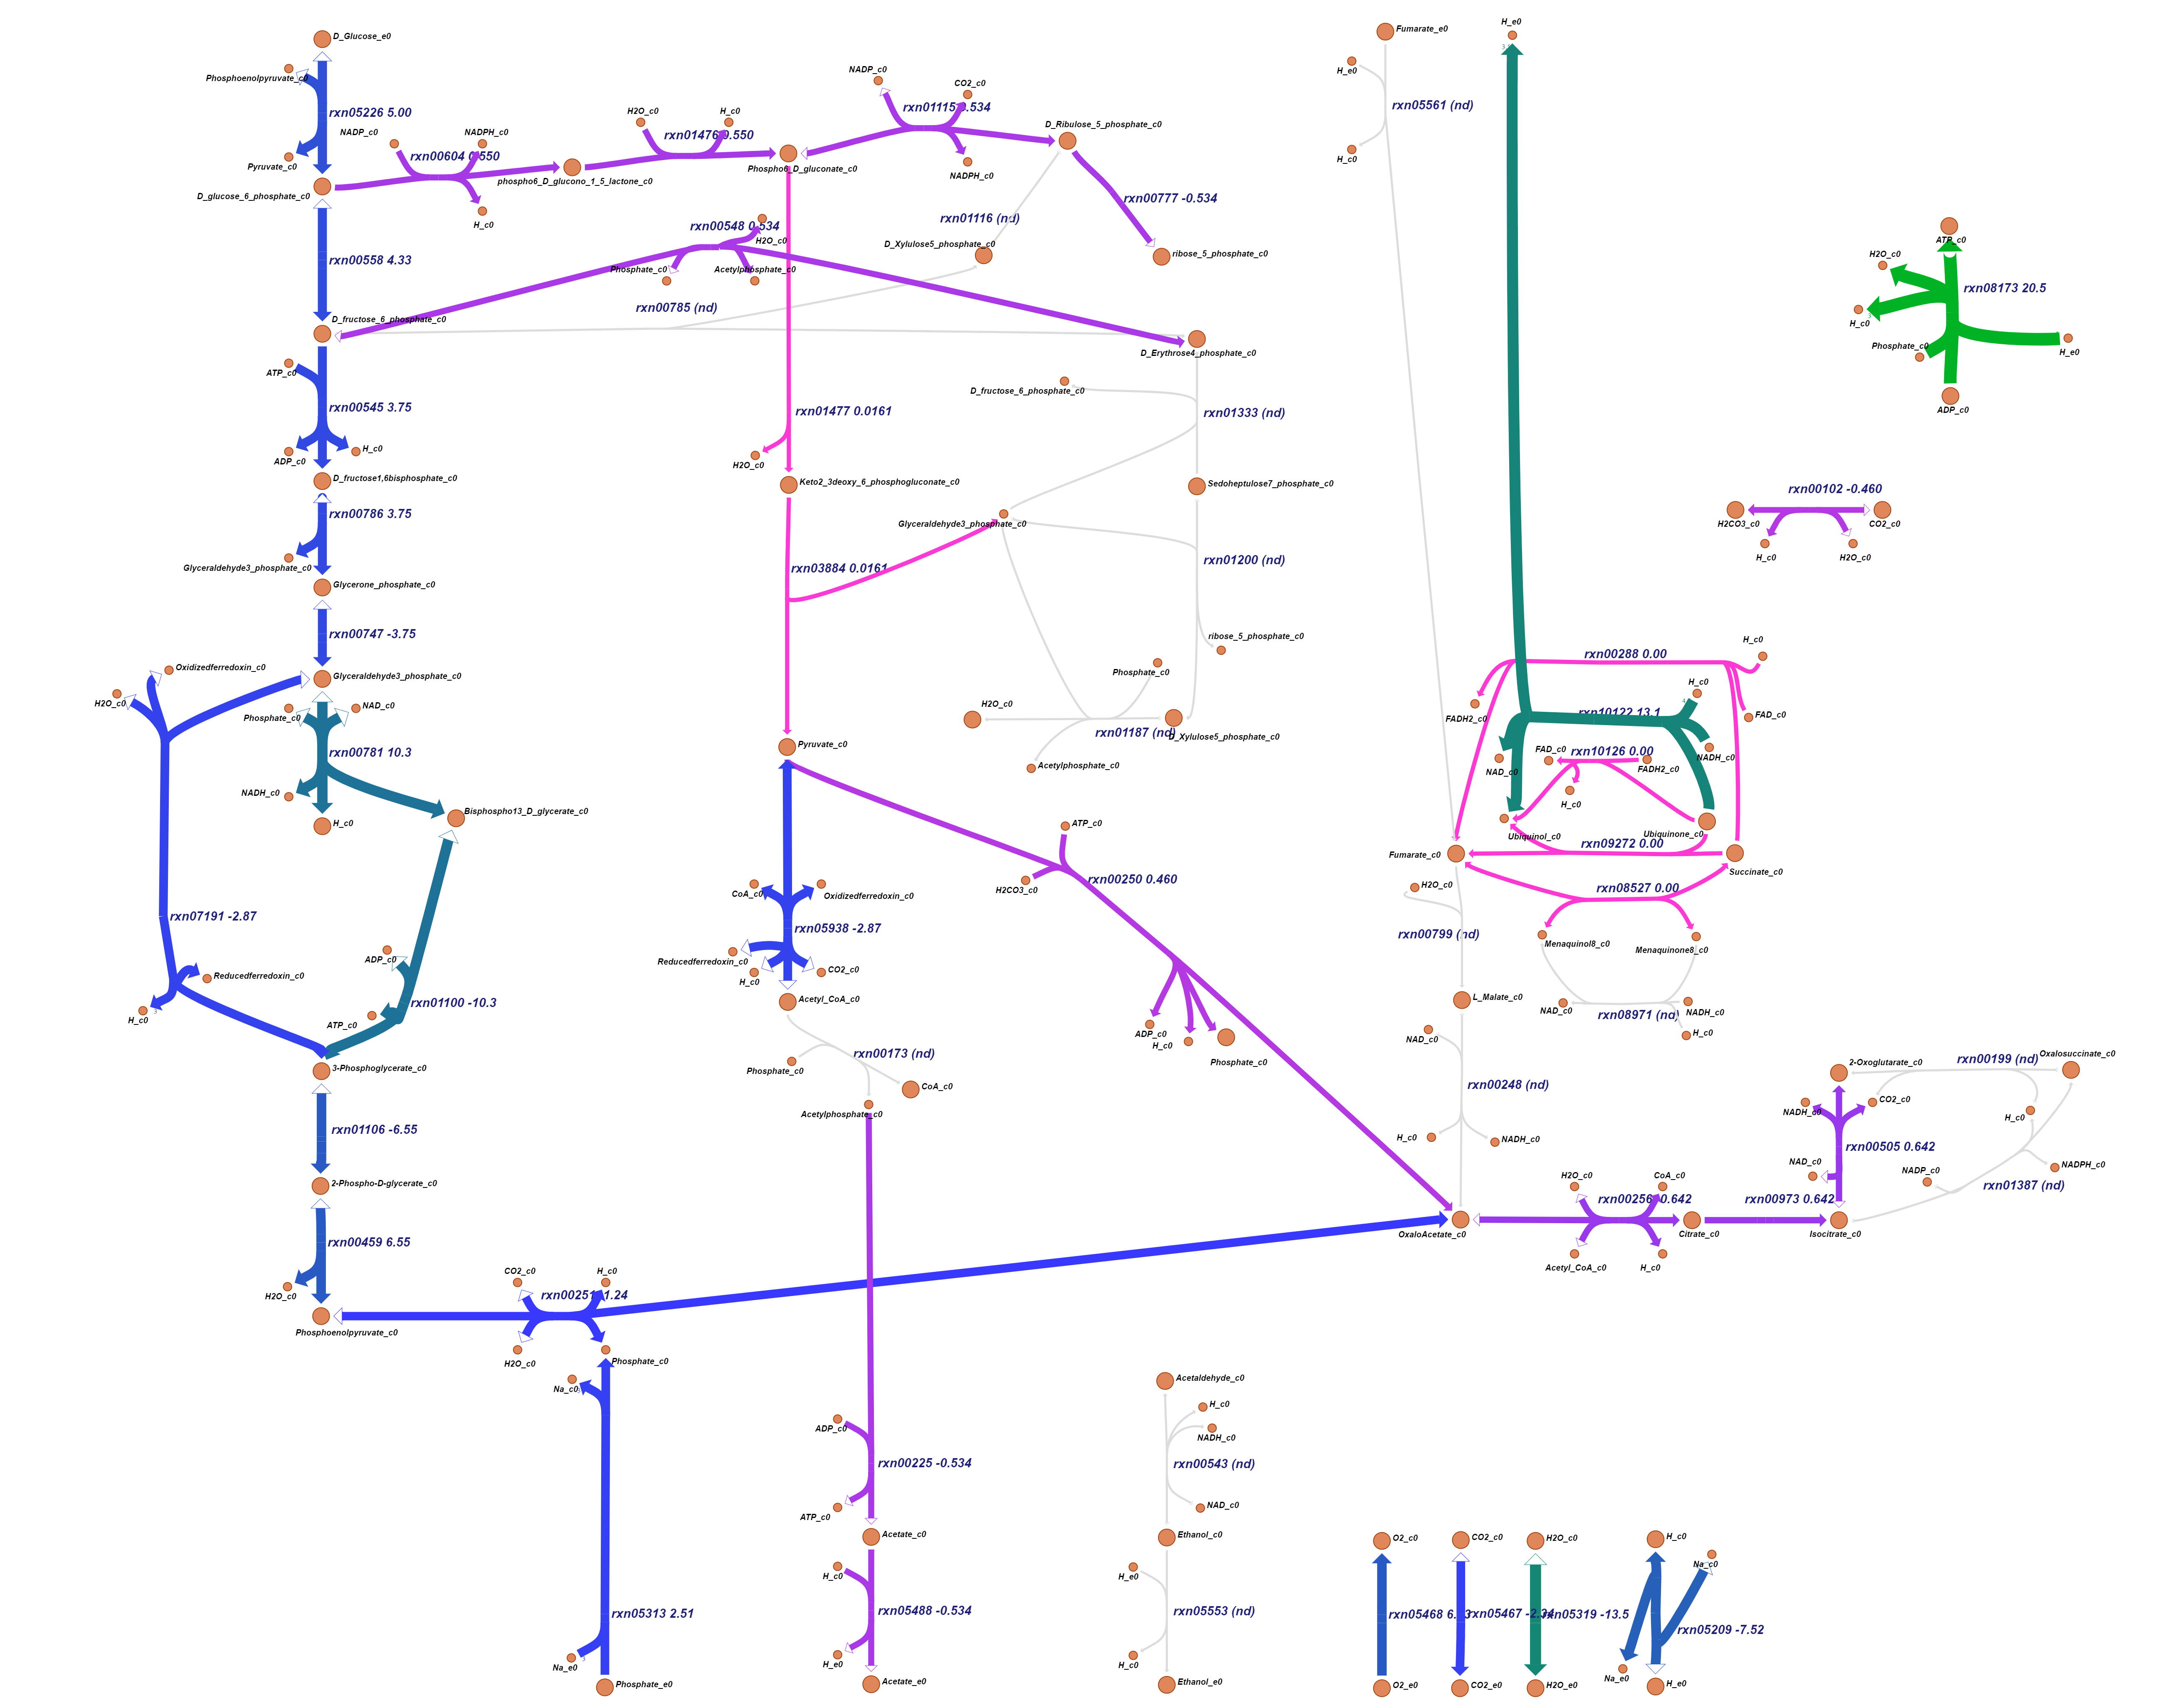 D_Glucose_e0
Phosphoenolpyruvate_c0
rxn05226 5.00
Pyruvate_c0
D_glucose_6_phosphate_c0
NADP_c0
NADPH_c0
rxn00604 0.550
H_c0
phospho6_D_glucono_1_5_lactone_c0
H2O_c0
H_c0
rxn01476 0.550
Phospho6_D_gluconate_c0
NADP_c0
CO2_c0
rxn01115 0.534
NADPH_c0
D_Ribulose_5_phosphate_c0
rxn00777 -0.534
ribose_5_phosphate_c0
rxn01116 (nd)
D_Xylulose5_phosphate_c0
rxn00558 4.33
rxn00548 0.534
H2O_c0
Phosphate_c0
Acetylphosphate_c0
rxn00785 (nd)
D_fructose_6_phosphate_c0
D_Erythrose4_phosphate_c0
ATP_c0
rxn00545 3.75
ADP_c0
H_c0
D_fructose1,6bisphosphate_c0
rxn00786 3.75
Glyceraldehyde3_phosphate_c0
Glycerone_phosphate_c0
rxn00747 -3.75
Glyceraldehyde3_phosphate_c0
Oxidizedferredoxin_c0
H2O_c0
Phosphate_c0
NAD_c0
rxn00781 10.3
NADH_c0
H_c0
Bisphospho13_D_glycerate_c0
rxn07191 -2.87
ADP_c0
Reducedferredoxin_c0
H_c0
3
rxn01100 -10.3
ATP_c0
3-Phosphoglycerate_c0
rxn01106 -6.55
2-Phospho-D-glycerate_c0
rxn00459 6.55
H2O_c0
Phosphoenolpyruvate_c0
CO2_c0
H_c0
rxn00251 1.24
H2O_c0
Phosphate_c0
Na_c0
rxn05313 2.51
Na_e0
3
Phosphate_e0
rxn01477 0.0161
H2O_c0
Keto2_3deoxy_6_phosphogluconate_c0
rxn03884 0.0161
D_fructose_6_phosphate_c0
rxn01333 (nd)
Sedoheptulose7_phosphate_c0
Glyceraldehyde3_phosphate_c0
rxn01200 (nd)
ribose_5_phosphate_c0
Phosphate_c0
H2O_c0
rxn01187 (nd)
D_Xylulose5_phosphate_c0
Acetylphosphate_c0
Pyruvate_c0
CoA_c0
Oxidizedferredoxin_c0
rxn05938 -2.87
Reducedferredoxin_c0
H_c0
CO2_c0
Acetyl_CoA_c0
ATP_c0
H2CO3_c0
rxn00250 0.460
ADP_c0
H_c0
Phosphate_c0
rxn00173 (nd)
Phosphate_c0
CoA_c0
Acetylphosphate_c0
ADP_c0
rxn00225 -0.534
ATP_c0
Acetate_c0
H_c0
rxn05488 -0.534
H_e0
Acetate_e0
Acetaldehyde_c0
H_c0
NADH_c0
rxn00543 (nd)
NAD_c0
Ethanol_c0
H_e0
rxn05553 (nd)
H_c0
Ethanol_e0
Fumarate_e0
H_e0
rxn05561 (nd)
H_c0
H_e0
ATP_c0
H2O_c0
rxn08173 20.5
H_c0
Phosphate_c0
H_e0
ADP_c0
rxn00102 -0.460
H2CO3_c0
CO2_c0
H_c0
H2O_c0
H_c0
rxn00288 0.00
FADH2_c0
FAD_c0
H_c0
rxn10122 13.1
NAD_c0
NADH_c0
FAD_c0
rxn10126 0.00
FADH2_c0
H_c0
Ubiquinol_c0
Ubiquinone_c0
rxn09272 0.00
Fumarate_c0
Succinate_c0
rxn08527 0.00
Menaquinol8_c0
Menaquinone8_c0
NAD_c0
NADH_c0
rxn08971 (nd)
H_c0
H2O_c0
rxn00799 (nd)
L_Malate_c0
NAD_c0
rxn00248 (nd)
H_c0
NADH_c0
OxaloAcetate_c0
H2O_c0
CoA_c0
rxn00256 -0.642
Acetyl_CoA_c0
H_c0
Citrate_c0
rxn00973 0.642
Isocitrate_c0
2-Oxoglutarate_c0
NADH_c0
CO2_c0
rxn00505 0.642
NAD_c0
rxn00199 (nd)
Oxalosuccinate_c0
H_c0
NADP_c0
NADPH_c0
rxn01387 (nd)
O2_c0
rxn05468
O2_e0
CO2_c0
rxn05467
CO2_e0
H2O_c0
rxn05319 -13.5
H2O_e0
H_c0
Na_c0
rxn05209 -7.52
Na_e0
H_e0